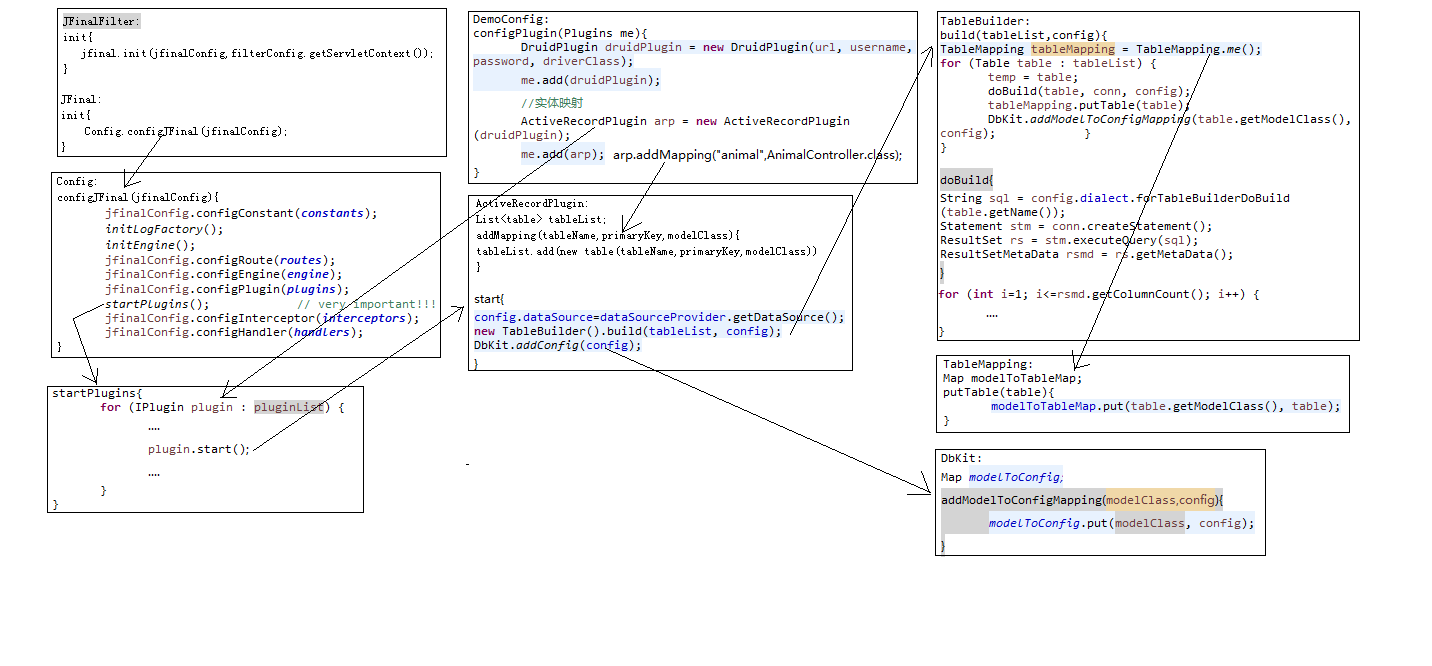 JFinalFilter:
init{
jfinal.init(jfinalConfig,filterConfig.getServletContext());
}
JFinal:
init{
Config.configJFinal(jfinalConfig);
}
Config:
configJFinal(jfinalConfig){
jfinalConfig.configConstant(constants);
initLogFactory();
initEngine();
jfinalConfig.configRoute(routes);
jfinalConfig.configEngine(engine);
jfinalConfig.configPlugin(plugins);
startPlugins(); // very important!!!
jfinalConfig.configInterceptor(interceptors);
jfinalConfig.configHandler(handlers);
}
startPlugins{
for (IPlugin plugin : pluginList) {
....
plugin.start();
....
}
}
DemoConfig:
configPlugin(Plugins me){
DruidPlugin druidPlugin = new DruidPlugin(url, username,
password, driverClass);
me.add(druidPlugin);
//实体映射
ActiveRecordPlugin arp = new ActiveRecordPlugin
(druidPlugin);
me.add(arp); arp.addMapping("animal",AnimalController.class);
}
ActiveRecordPlugin:
List<table> tableList;
addMapping(tableName,primaryKey,modelClass){
tableList.add(new table(tableName,primaryKey,modelClass))
}
start{
config.dataSource=dataSourceProvider.getDataSource();
new TableBuilder().build(tableList, config);
DbKit.addConfig(config);
}
TableBuilder:
build(tableList,config){
TableMapping tableMapping = TableMapping.me();
for (Table table : tableList) {
temp = table;
doBuild(table, conn, config);
tableMapping.putTable(table);
DbKit.addModelToConfigMapping(table.getModelClass(),
config); }
}
doBuild{
String sql = config.dialect.forTableBuilderDoBuild
(table.getName());
Statement stm = conn.createStatement();
ResultSet rs = stm.executeQuery(sql);
ResultSetMetaData rsmd = rs.getMetaData();
}
for (int i=1; i<=rsmd.getColumnCount(); i++) {
....
}
TableMapping:
Map modelToTableMap;
putTable(table){
modelToTableMap.put(table.getModelClass(), table);
}
DbKit:
Map modelToConfig;
addModelToConfigMapping(modelClass,config){
modelToConfig.put(modelClass, config);
}
-